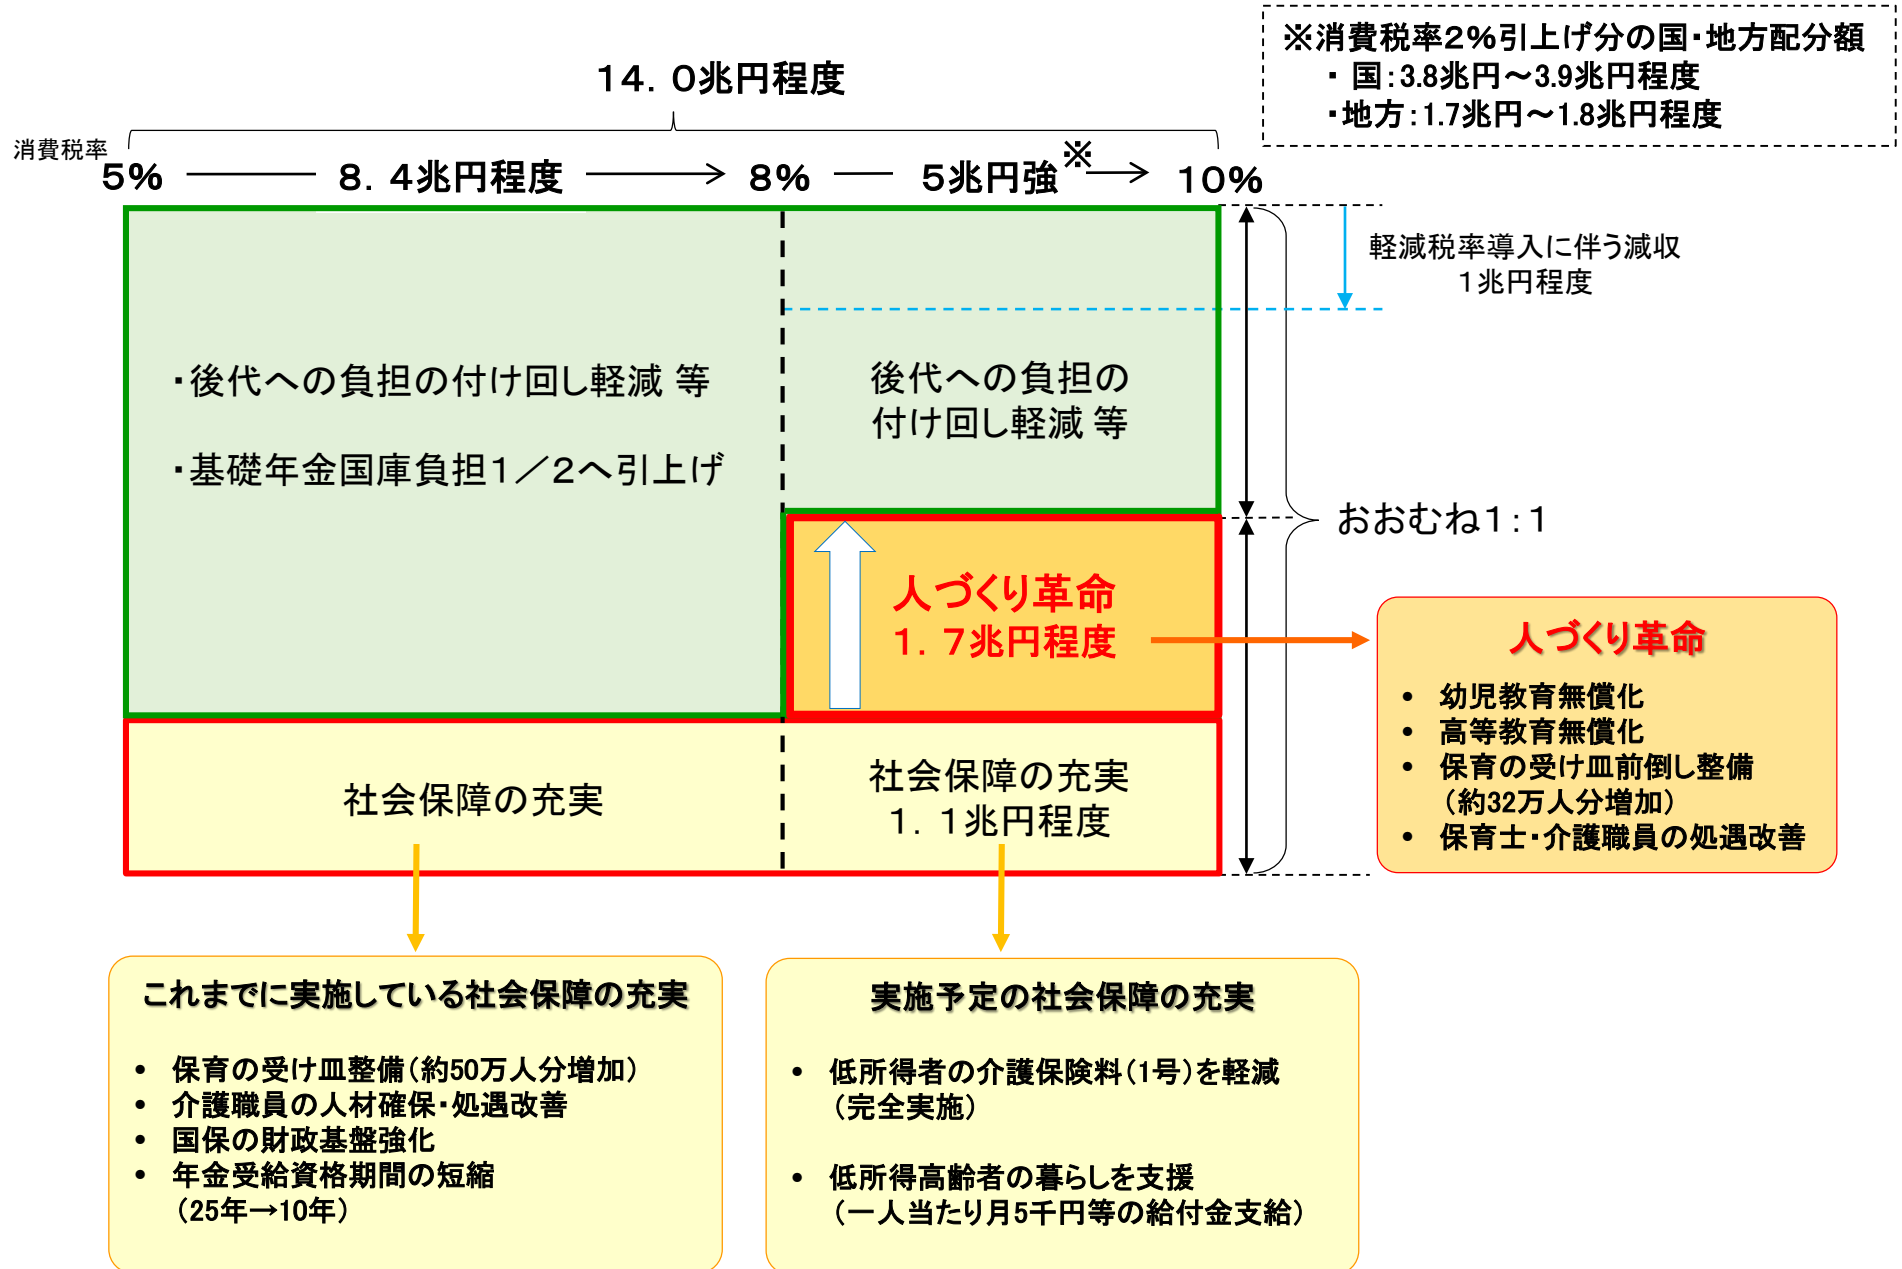 ※消費税率2%引上げ分の国・地方配分額
・ 国：3.8兆円～3.9兆円程度
・地方：1.7兆円～1.8兆円程度
14．0兆円程度
消費税率
5% 8．4兆円程度 8% 5兆円強※ 10%
軽減税率導入に伴う減収
1兆円程度
・後代への負担の付け回し軽減 等
・基礎年金国庫負担1／2へ引上げ
後代への負担の
付け回し軽減 等
おおむね1：1
人づくり革命
1．7兆円程度
人づくり革命
• 幼児教育無償化
• 高等教育無償化
• 保育の受け皿前倒し整備
（約32万人分増加）
• 保育士・介護職員の処遇改善
社会保障の充実
社会保障の充実
1．1兆円程度
これまでに実施している社会保障の充実
• 保育の受け皿整備（約50万人分増加）
• 介護職員の人材確保・処遇改善
• 国保の財政基盤強化
• 年金受給資格期間の短縮
（25年→10年）
実施予定の社会保障の充実
• 低所得者の介護保険料（1号）を軽減
（完全実施）
• 低所得高齢者の暮らしを支援
（一人当たり月5千円等の給付金支給）